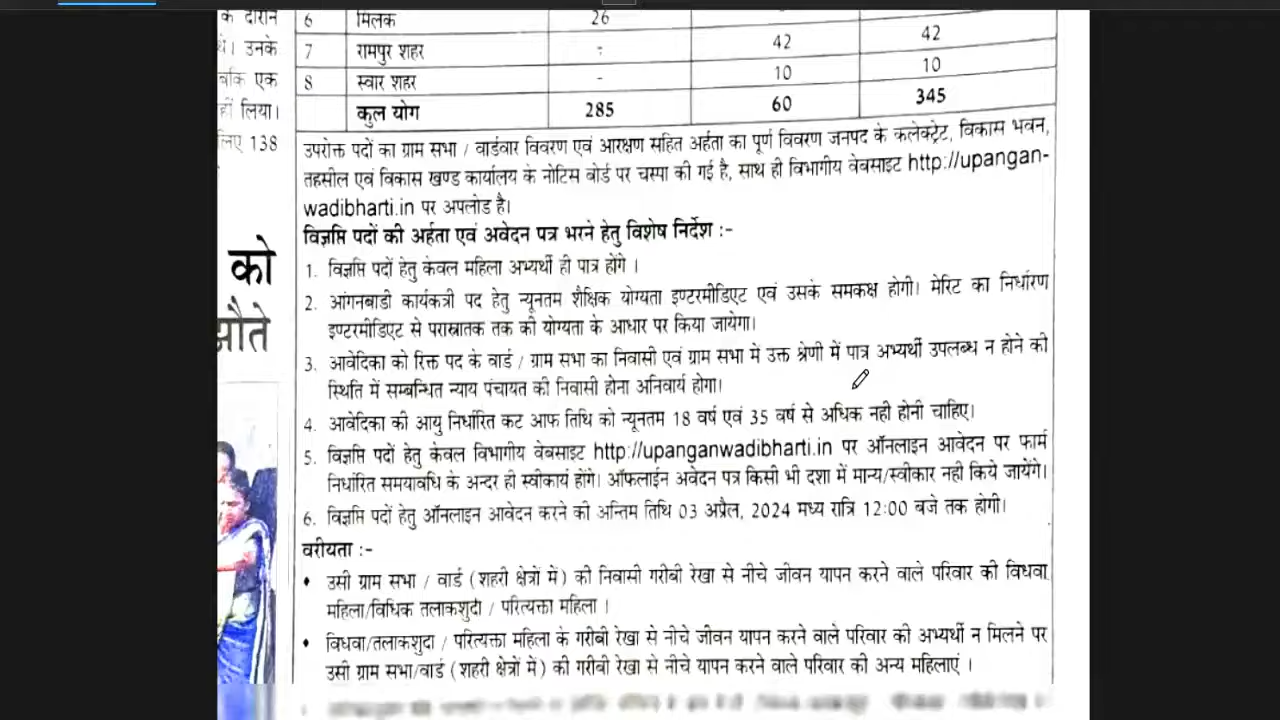 के दौरान
थे। उनके
बकि एक
हीं लिया।
लिए 138
को
औते
6 मिलक 26
7 रामपुर शहर - 42 42
8 स्वार शहर - 10 10
कुल योग 285 60 345
उपरोक्त पदों का ग्राम सभा / वार्डवार विवरण एवं आरक्षण सहित अर्हता का पूर्ण विवरण जनपद के कलेक्ट्रेट, विकास भवन,
तहसील एवं विकास खण्ड कार्यालय के नोटिस बोर्ड पर चस्पा की गई है, साथ ही विभागीय वेबसाइट http://upangan-
wadibharti.in पर अपलोड है।
विज्ञप्ति पदों की अर्हता एवं अवेदन पत्र भरने हेतु विशेष निर्देश :-
1. विज्ञप्ति पदों हेतु केवल महिला अभ्यर्थी ही पात्र होंगे ।
2. आंगनबाडी कार्यकत्री पद हेतु न्यूनतम शैक्षिक योग्यता इण्टरमीडिएट एवं उसके समकक्ष होगी। मेरिट का निर्धारण
इण्टरमीडिएट से परास्नातक तक की योग्यता के आधार पर किया जायेगा।
3. आवेदिका को रिक्त पद के वार्ड / ग्राम सभा का निवासी एवं ग्राम सभा में उक्त श्रेणी में पात्र अभ्यर्थी उपलब्ध न होने की
स्थिति में सम्बन्धित न्याय पंचायत की निवासी होना अनिवार्य होगा।
4. आवेदिका की आयु निर्धारित कट आफ तिथि को न्यूनतम 18 वर्ष एवं 35 वर्ष से अधिक नही होनी चाहिए।
5. विज्ञप्ति पदों हेतु केवल विभागीय वेबसाइट http://upanganwadibharti.in पर ऑनलाइन आवेदन पर फार्म
निर्धारित समयावधि के अन्दर ही स्वीकार्य होंगे। ऑफलाईन अवेदन पत्र किसी भी दशा में मान्य/स्वीकार नही किये जायेंगे।
6. विज्ञप्ति पदों हेतु ऑनलाइन आवेदन करने की अन्तिम तिथि 03 अप्रैल, 2024 मध्य रात्रि 12:00 बजे तक होगी।
वरीयता :-
• उसी ग्राम सभा / वार्ड (शहरी क्षेत्रों में) की निवासी गरीबी रेखा से नीचे जीवन यापन करने वाले परिवार की विधवा
महिला/विधिक तलाकशुदी / परित्यक्ता महिला ।
• विधवा/तलाकशुदा / परित्यक्ता महिला के गरीबी रेखा से नीचे जीवन यापन करने वाले परिवार की अभ्यर्थी न मिलने पर
उसी ग्राम सभा/वार्ड (शहरी क्षेत्रों में) की गरीबी रेखा से नीचे यापन करने वाले परिवार की अन्य महिलाएं ।